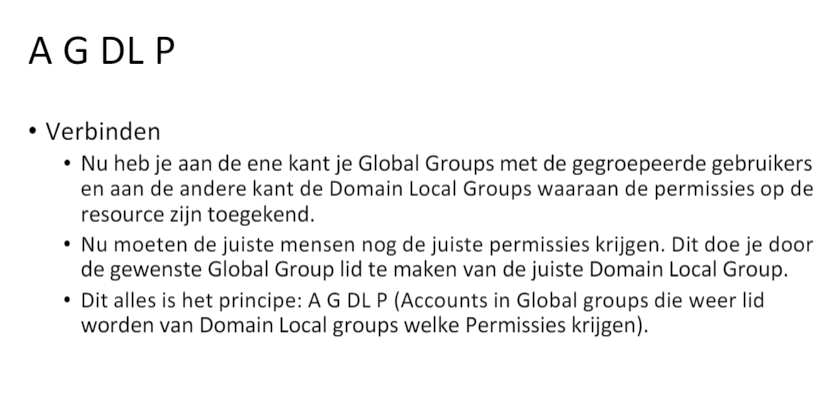 A G DL P
• Verbinden
• Nu heb je aan de ene kant je Global Groups met de gegroepeerde gebruikers
en aan de andere kant de Domain Local Groups waaraan de permissies op de
resource zijn toegekend.
• Nu moeten de juiste mensen nog de juiste permissies krijgen. Dit doe je door
de gewenste Global Group lid te maken van de juiste Domain Local Group.
• Dit alles is het principe: A G DL P (Accounts in Global groups die weer lid
worden van Domain Local groups welke Permissies krijgen).